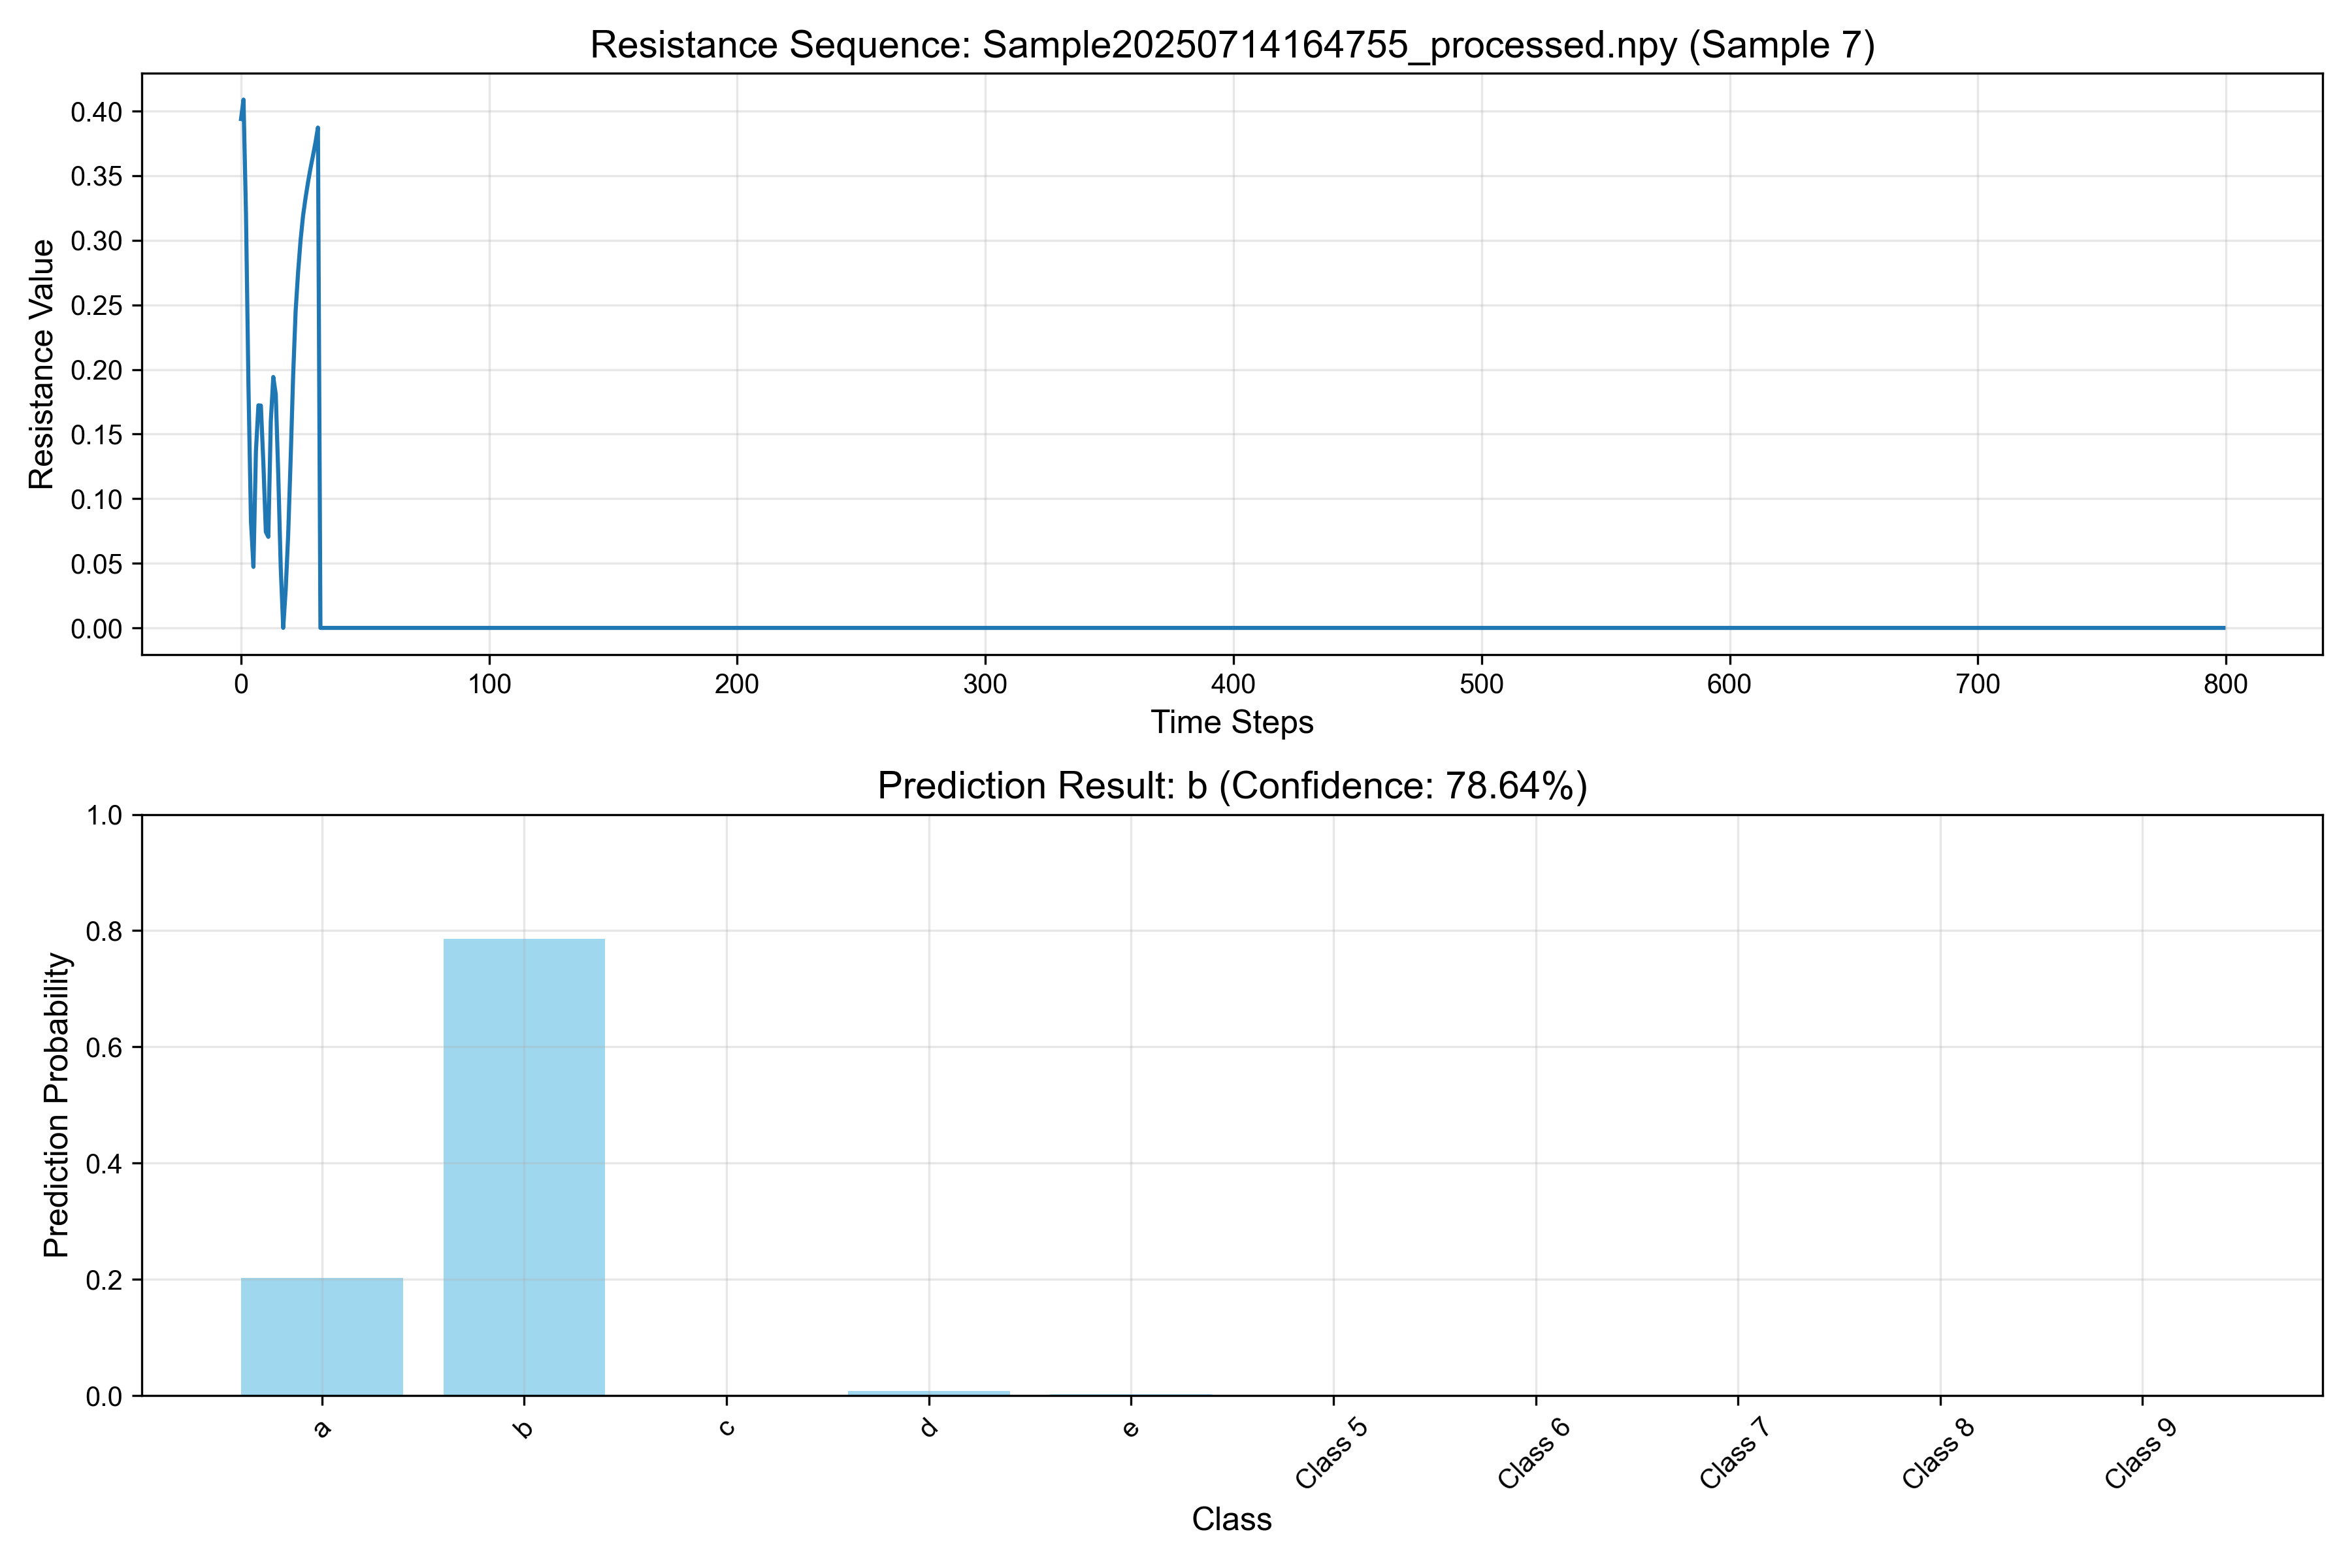 Resistance Sequence: Sample20250714164755_processed.npy (Sample 7)
Resistance Value
0.40
0.35
0.30
0.25
0.20
0.15
0.10
0.05
0.00
0 100 200 300 400 500 600 700 800
Time Steps
Prediction Result: b (Confidence: 78.64%)
Prediction Probability
1.0
0.8
0.6
0.4
0.2
0.0
a b c d e Class 5 Class 6 Class 7 Class 8 Class 9
Class